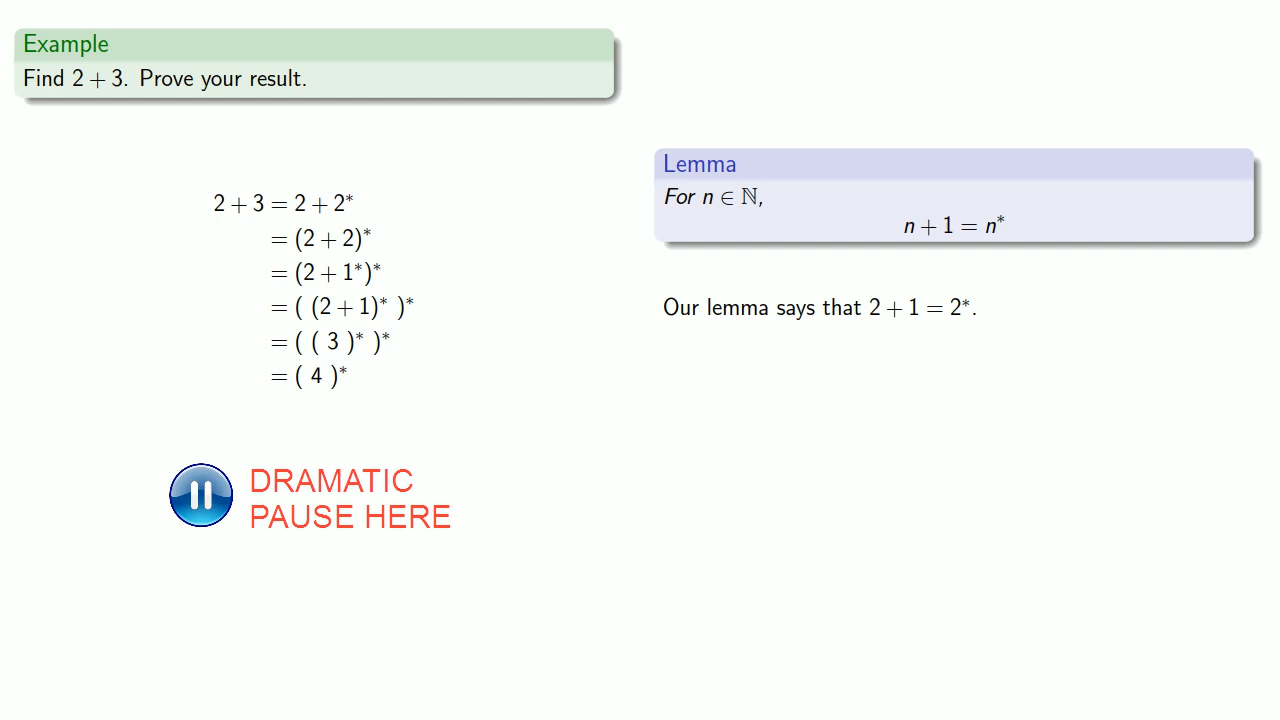 Example
Find 2 + 3. Prove your result.
2 + 3 = 2 + 2*
= (2 + 2)*
= (2 + 1*)*
= ( (2 + 1)* )*
= ( ( 3 )* )*
= ( 4 )*
DRAMATIC
PAUSE HERE
Lemma
For n ∈ ℕ,
n + 1 = n*
Our lemma says that 2 + 1 = 2*.